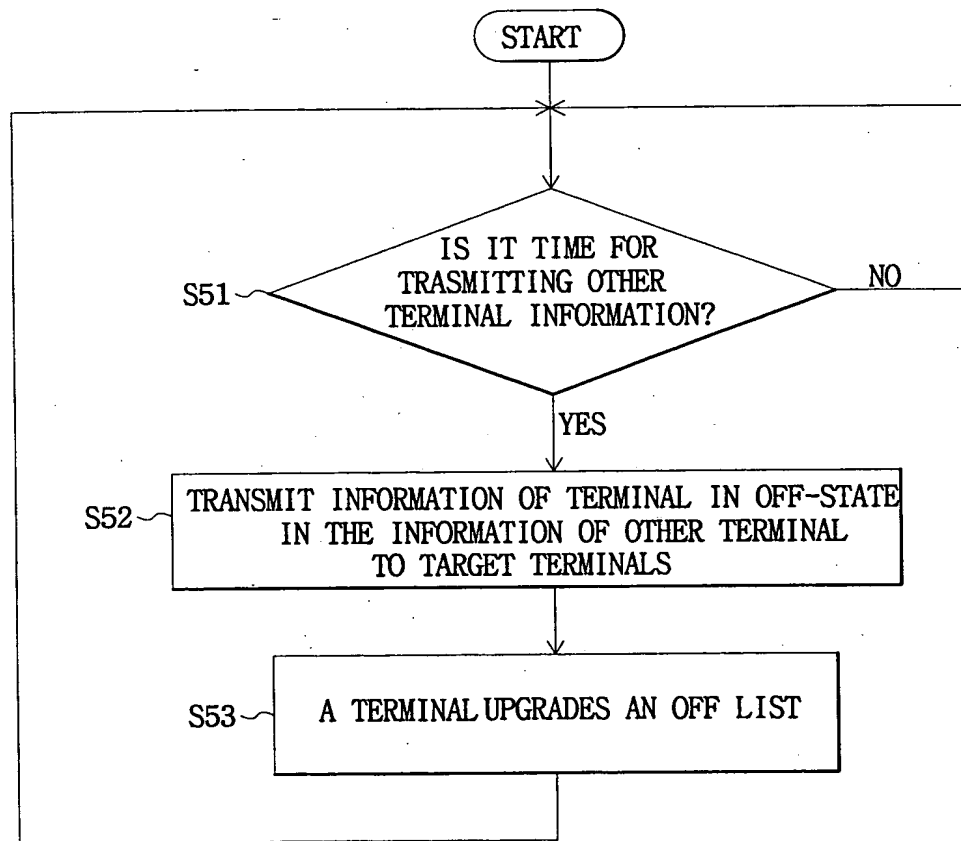 START
IS IT TIME FOR
TRASMITTING OTHER
TERMINAL INFORMATION?
S51
NO
YES
TRANSMIT INFORMATION OF TERMINAL IN OFF-STATE
IN THE INFORMATION OF OTHER TERMINAL
TO TARGET TERMINALS
S52
A TERMINAL UPGRADES AN OFF LIST
S53